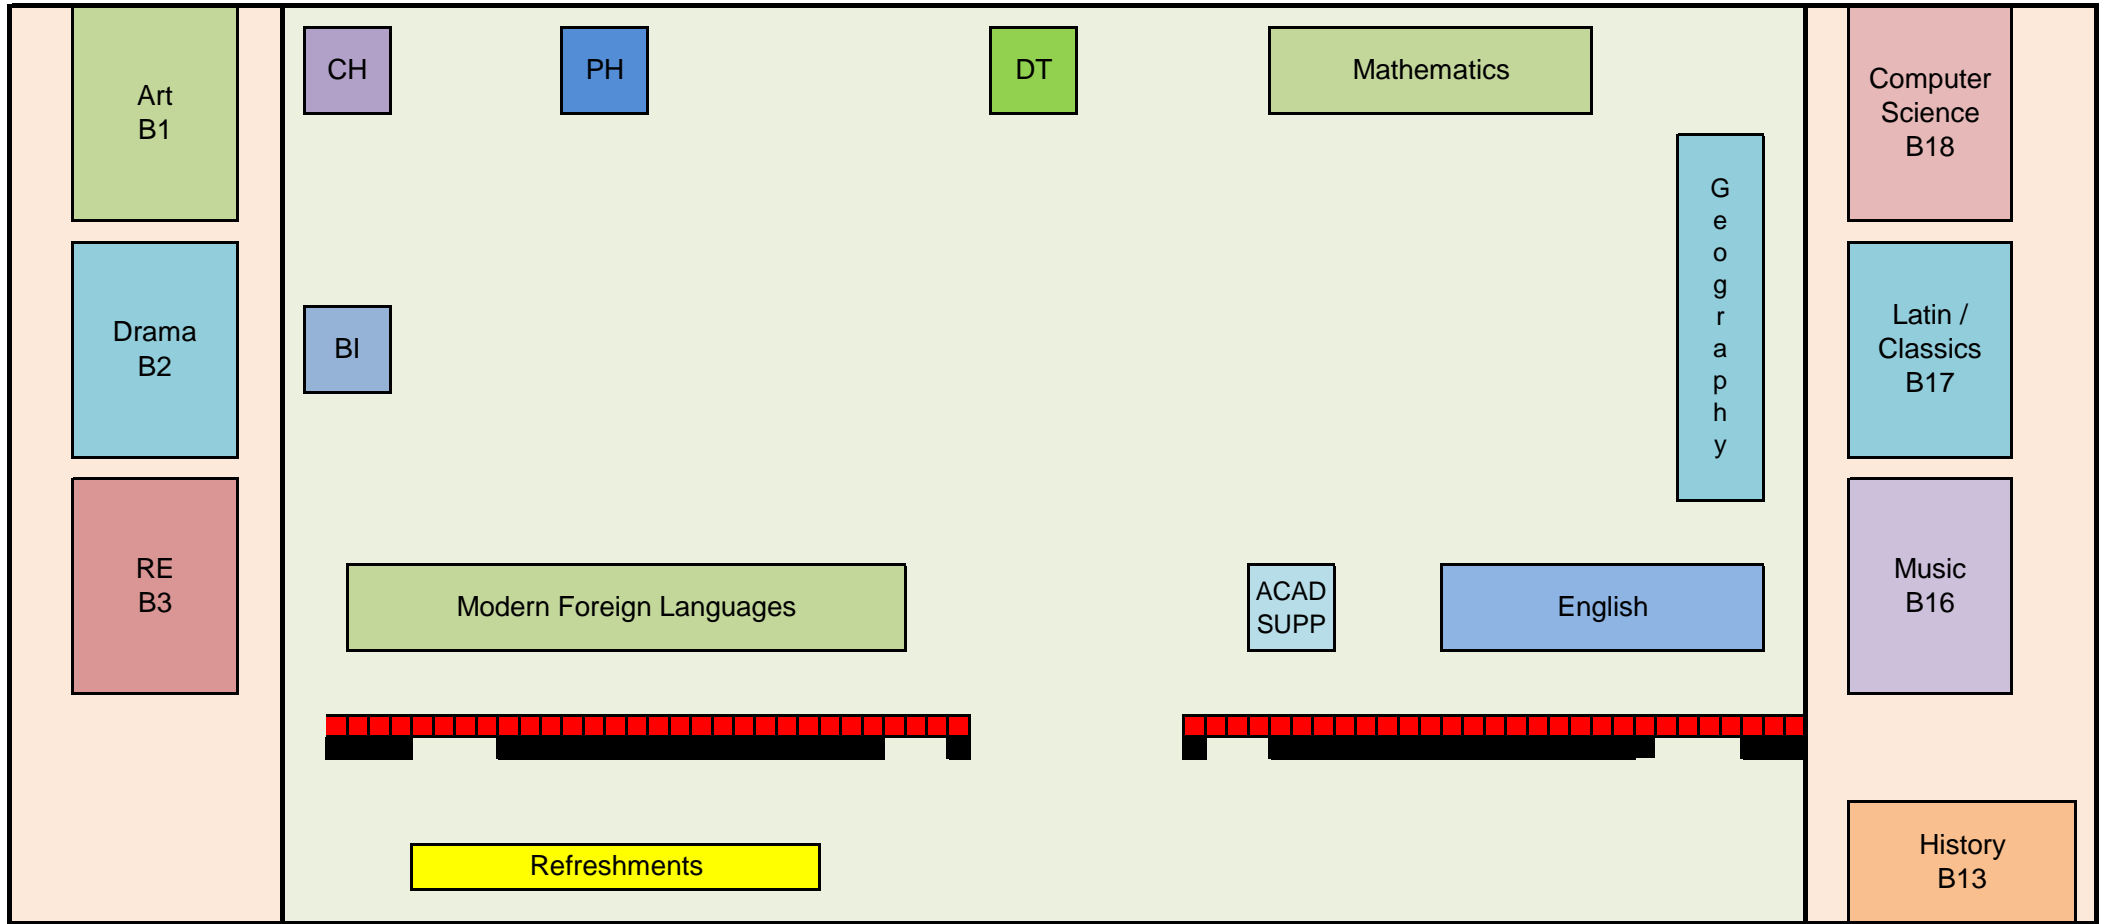 Art
B1
CH
PH
DT
Mathematics
Computer
Science
B18
Geography
Drama
B2
BI
Latin /
Classics
B17
RE
B3
Modern Foreign Languages
ACAD
SUPP
English
Music
B16
Refreshments
History
B13